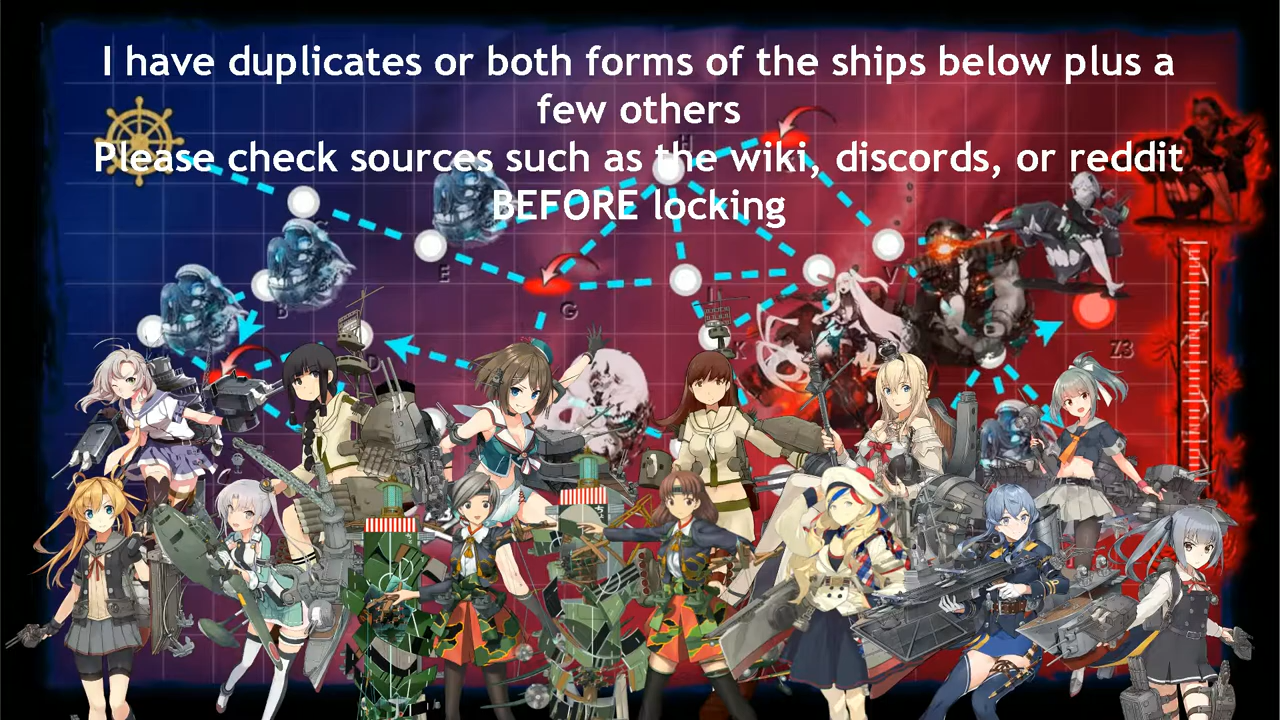 I have duplicates or both forms of the ships below plus a
few others
Please check sources such as the wiki, discords, or reddit
BEFORE locking
H
E
V
B
G
I
D
K
Z3